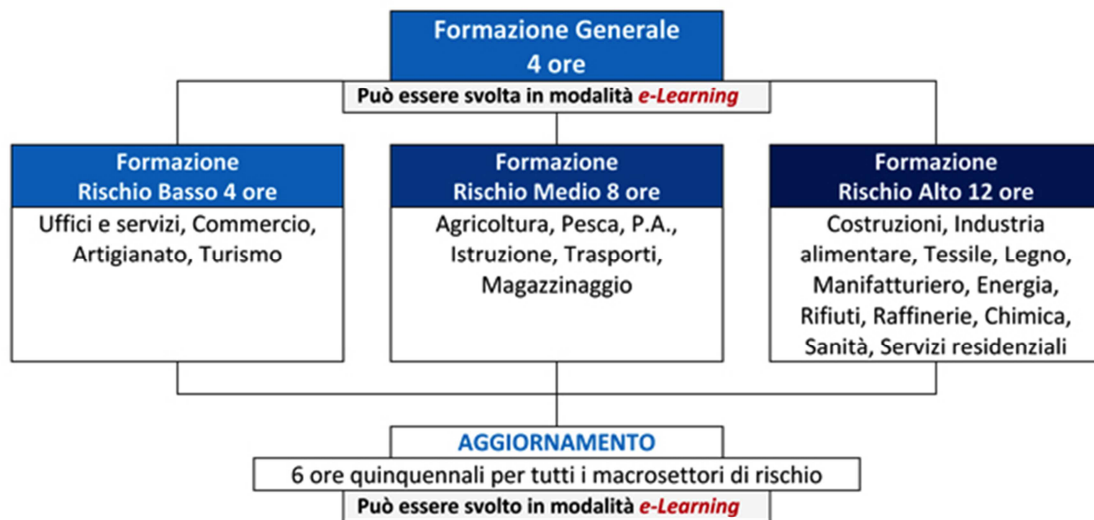 Formazione Generale
4 ore
Può essere svolta in modalità e-Learning
Formazione
Rischio Basso 4 ore
Uffici e servizi, Commercio,
Artigianato, Turismo
Formazione
Rischio Medio 8 ore
Agricoltura, Pesca, P.A.,
Istruzione, Trasporti,
Magazzinaggio
Formazione
Rischio Alto 12 ore
Costruzioni, Industria
alimentare, Tessile, Legno,
Manifatturiero, Energia,
Rifiuti, Raffinerie, Chimica,
Sanità, Servizi residenziali
AGGIORNAMENTO
6 ore quinquennali per tutti i macrosettori di rischio
Può essere svolto in modalità e-Learning